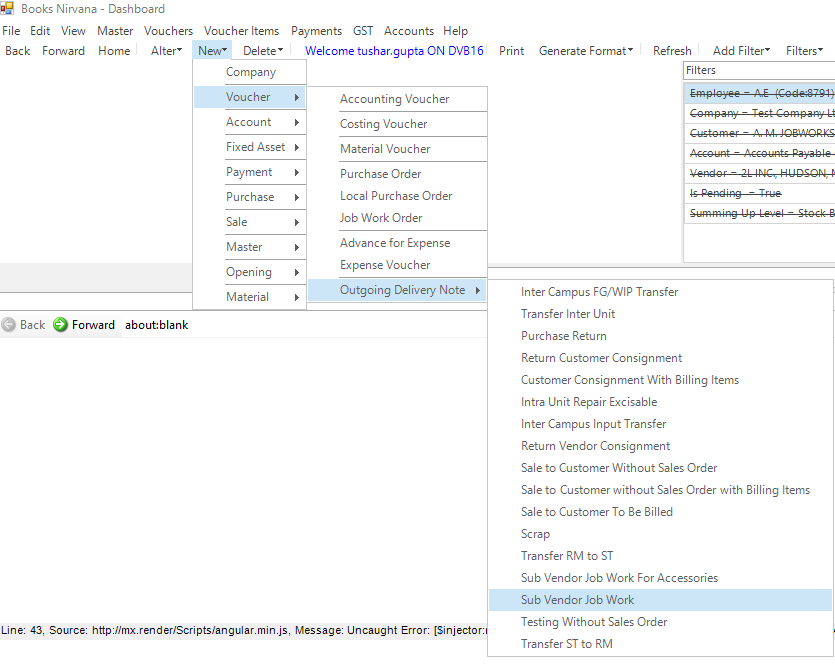 Books Nirvana - Dashboard
File Edit View Master Vouchers Voucher Items Payments GST Accounts Help
Back Forward Home Alter New Delete Welcome tushar.gupta ON DVB16 Print Generate Format Refresh Add Filter Filters
Company
Voucher
Account
Fixed Asset
Payment
Purchase
Sale
Master
Opening
Material
Accounting Voucher
Costing Voucher
Material Voucher
Purchase Order
Local Purchase Order
Job Work Order
Advance for Expense
Expense Voucher
Outgoing Delivery Note
Filters
Employee = A.E (Code:8791)
Company = Test Company Lt
Customer = A. M. JOBWORKS
Account = Accounts Payable
Vendor = 2L INC., HUDSON, M
Is Pending = True
Summing Up Level = Stock B
Inter Campus FG/WIP Transfer
Transfer Inter Unit
Purchase Return
Return Customer Consignment
Customer Consignment With Billing Items
Intra Unit Repair Excisable
Inter Campus Input Transfer
Return Vendor Consignment
Sale to Customer Without Sales Order
Sale to Customer without Sales Order with Billing Items
Sale to Customer To Be Billed
Scrap
Transfer RM to ST
Sub Vendor Job Work For Accessories
Sub Vendor Job Work
Testing Without Sales Order
Transfer ST to RM
Back Forward about:blank
Line: 43, Source: http://mx.render/Scripts/angular.min.js, Message: Uncaught Error: [$injector: